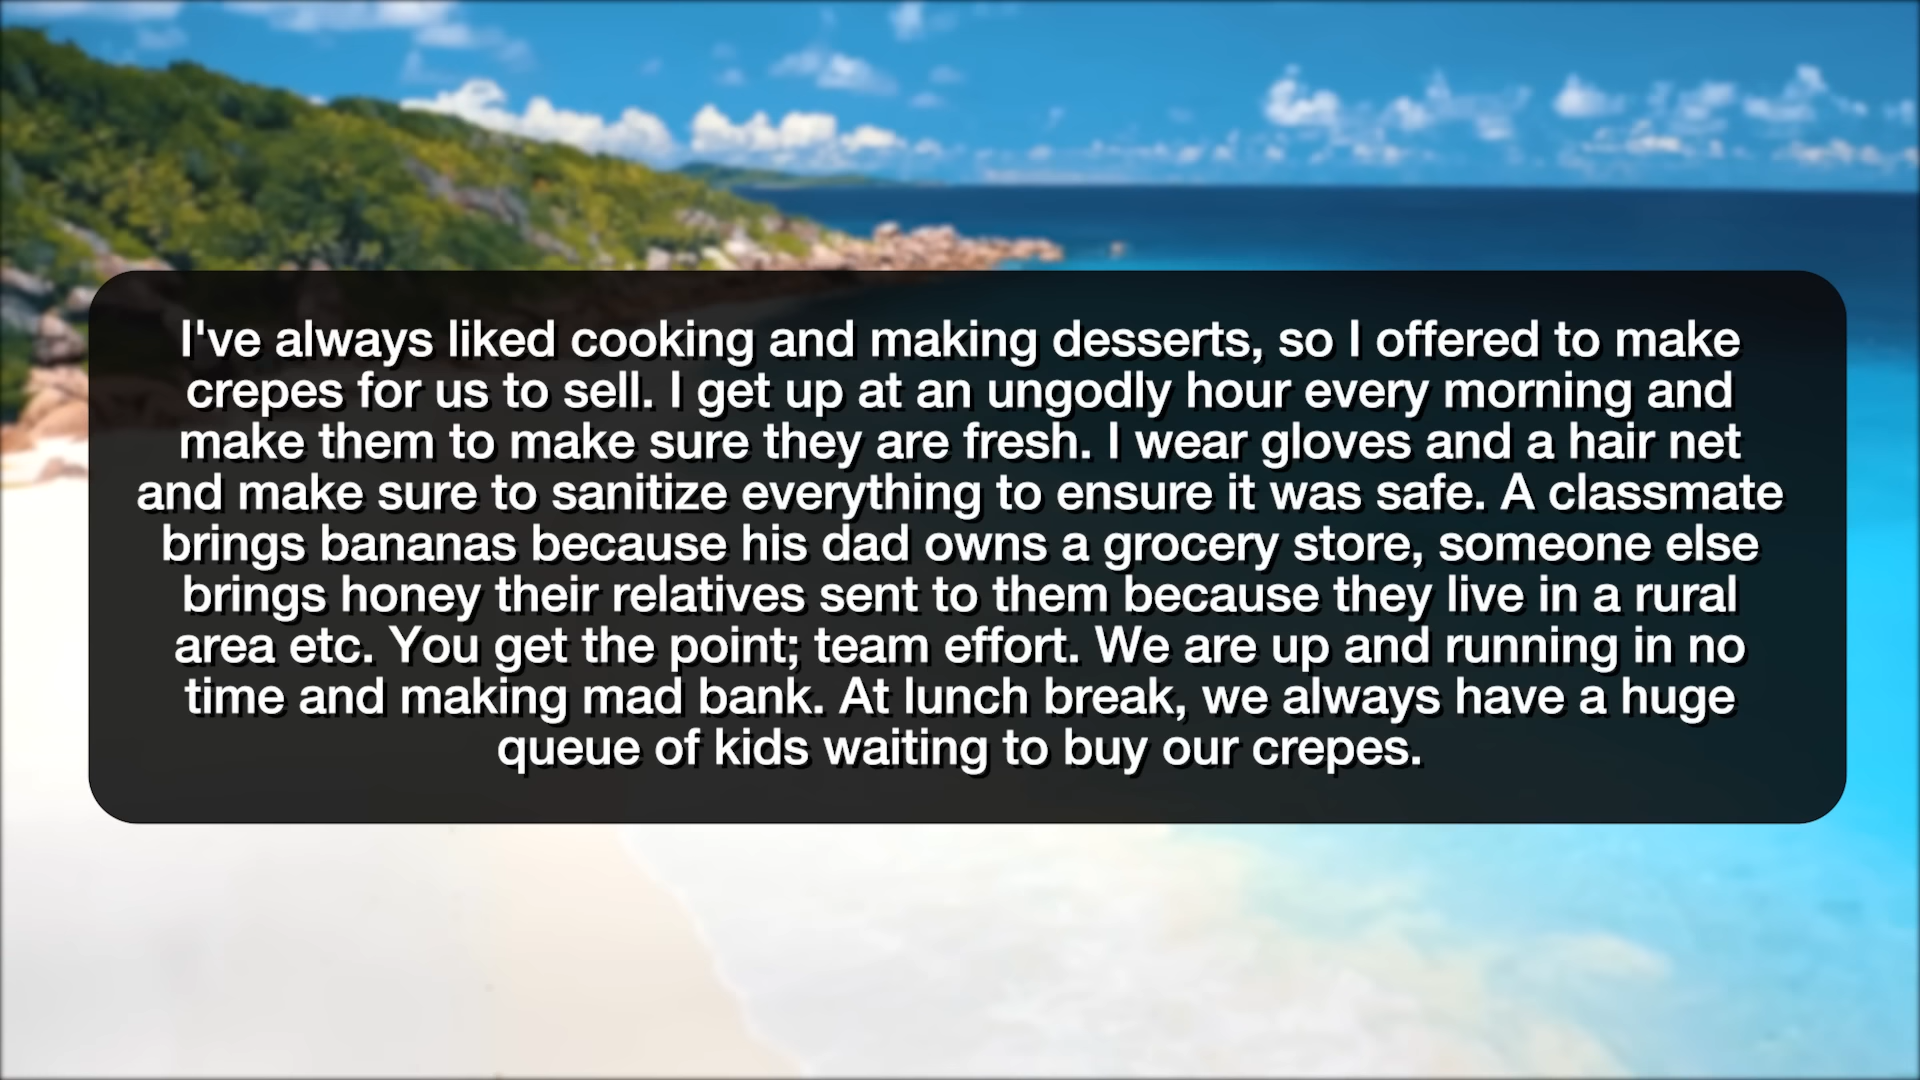 I've always liked cooking and making desserts, so I offered to make
crepes for us to sell. I get up at an ungodly hour every morning and
make them to make sure they are fresh. I wear gloves and a hair net
and make sure to sanitize everything to ensure it was safe. A classmate
brings bananas because his dad owns a grocery store, someone else
brings honey their relatives sent to them because they live in a rural
area etc. You get the point; team effort. We are up and running in no
time and making mad bank. At lunch break, we always have a huge
queue of kids waiting to buy our crepes.